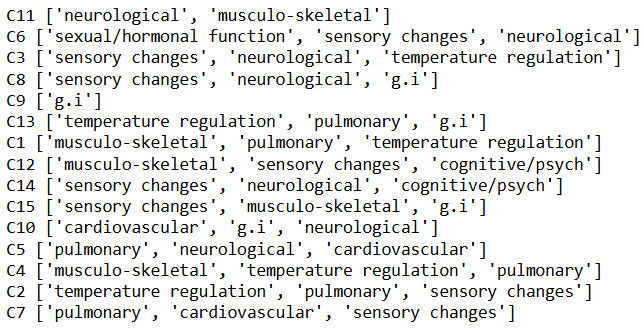 C11 ['neurological', 'musculo-skeletal']
C6 ['sexual/hormonal function', 'sensory changes', 'neurological']
C3 ['sensory changes', 'neurological', 'temperature regulation']
C8 ['sensory changes', 'neurological', 'g.i']
C9 ['g.i']
C13 ['temperature regulation', 'pulmonary', 'g.i']
C1 ['musculo-skeletal', 'pulmonary', 'temperature regulation']
C12 ['musculo-skeletal', 'sensory changes', 'cognitive/psych']
C14 ['sensory changes', 'neurological', 'cognitive/psych']
C15 ['sensory changes', 'musculo-skeletal', 'g.i']
C10 ['cardiovascular', 'g.i', 'neurological']
C5 ['pulmonary', 'neurological', 'cardiovascular']
C4 ['musculo-skeletal', 'temperature regulation', 'pulmonary']
C2 ['temperature regulation', 'pulmonary', 'sensory changes']
C7 ['pulmonary', 'cardiovascular', 'sensory changes']